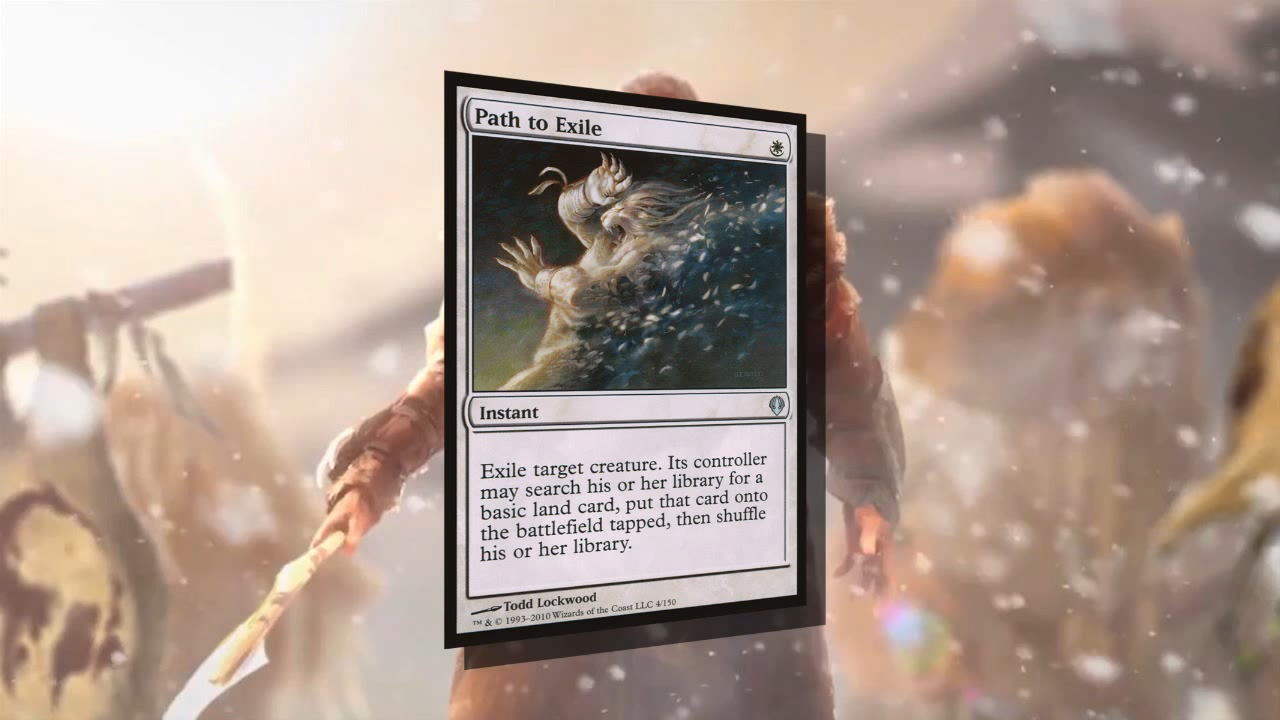 Path to Exile
Instant
Exile target creature. Its controller
may search his or her library for a
basic land card, put that card onto
the battlefield tapped, then shuffle
his or her library.
Todd Lockwood
™ & © 1993–2010 Wizards of the Coast LLC 4/150